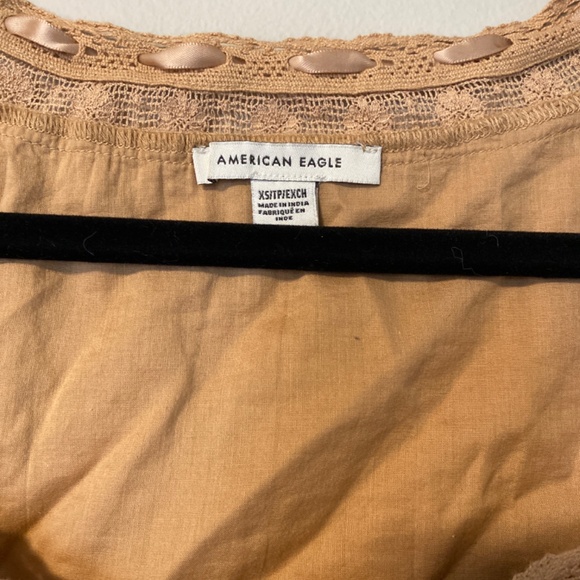 AMERICAN EAGLE
XS/TP/EXCH
MADE IN INDIA
FABRIQUÉ EN
INDE